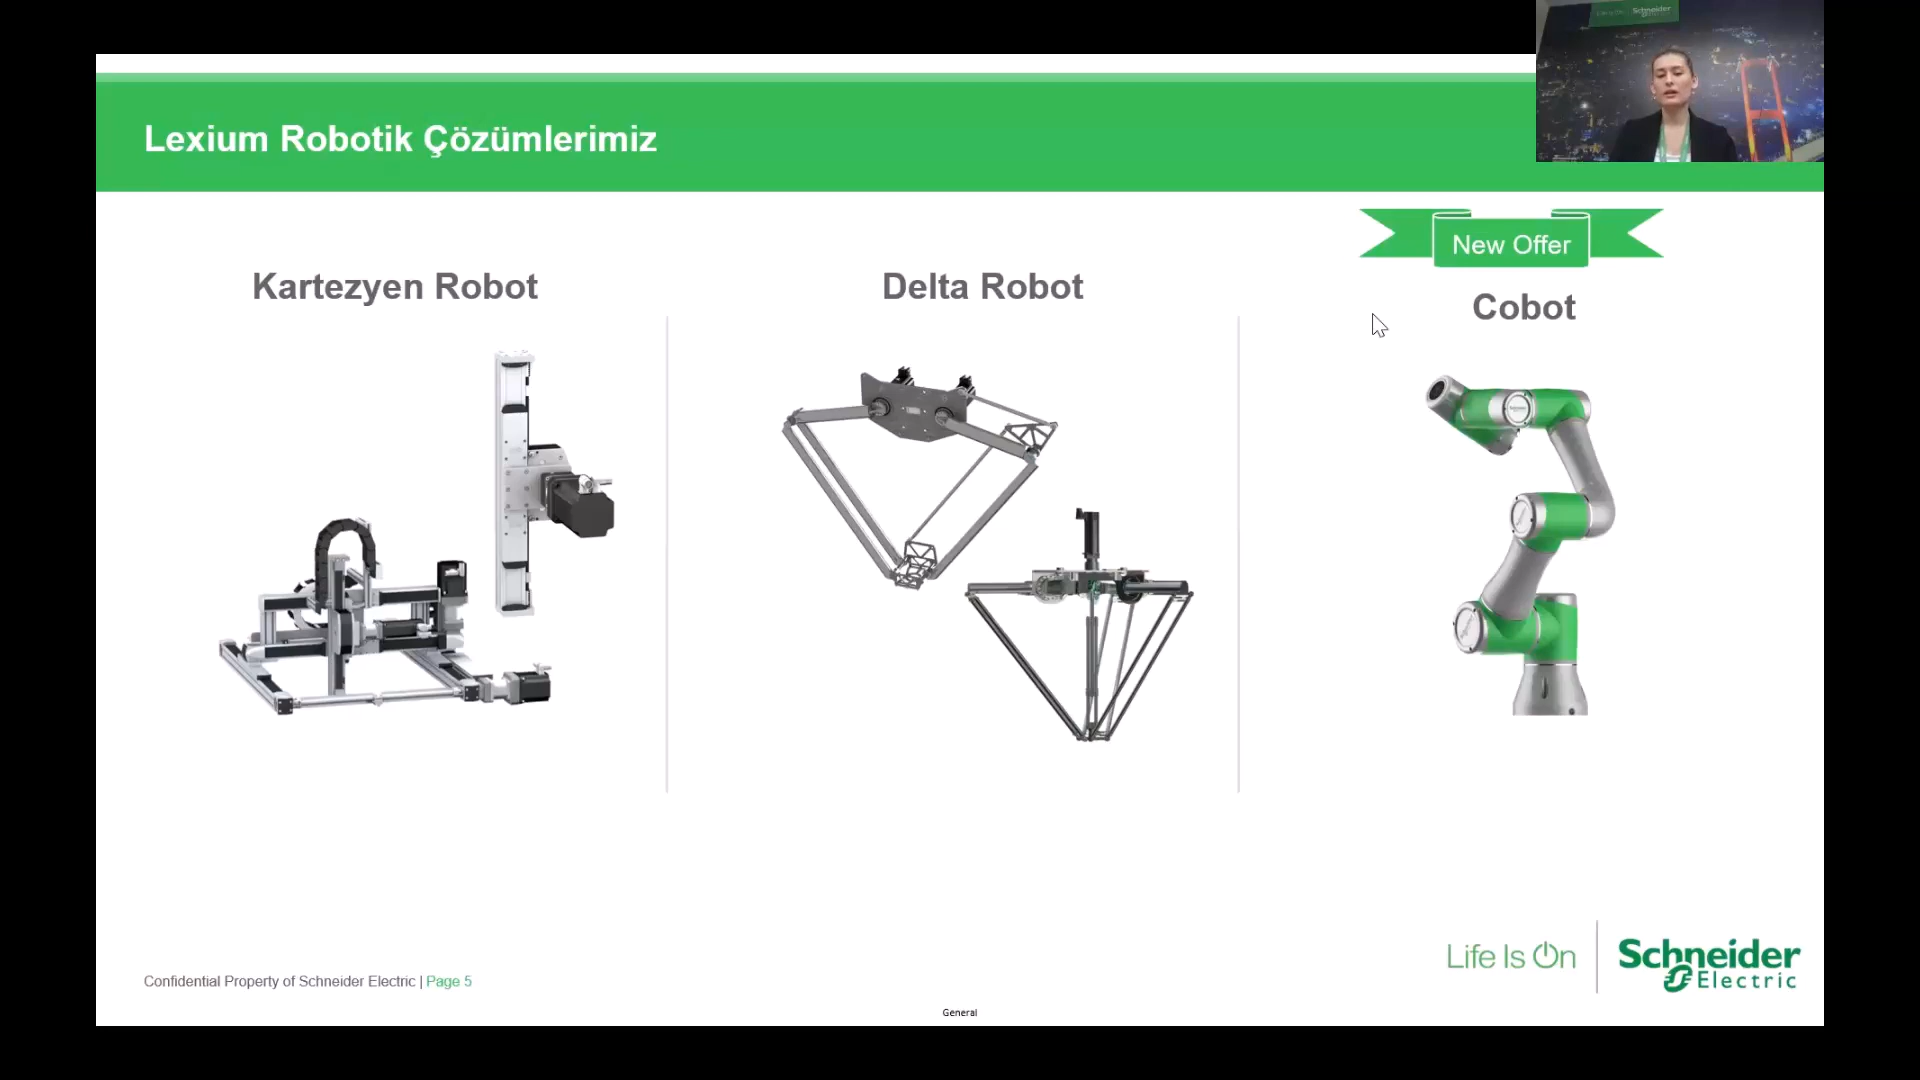 Lexium Robotik Çözümlerimiz
Kartezyen Robot
Delta Robot
New Offer
Cobot
Confidential Property of Schneider Electric | Page 5
Life Is On
Schneider
Electric
General
Schneider